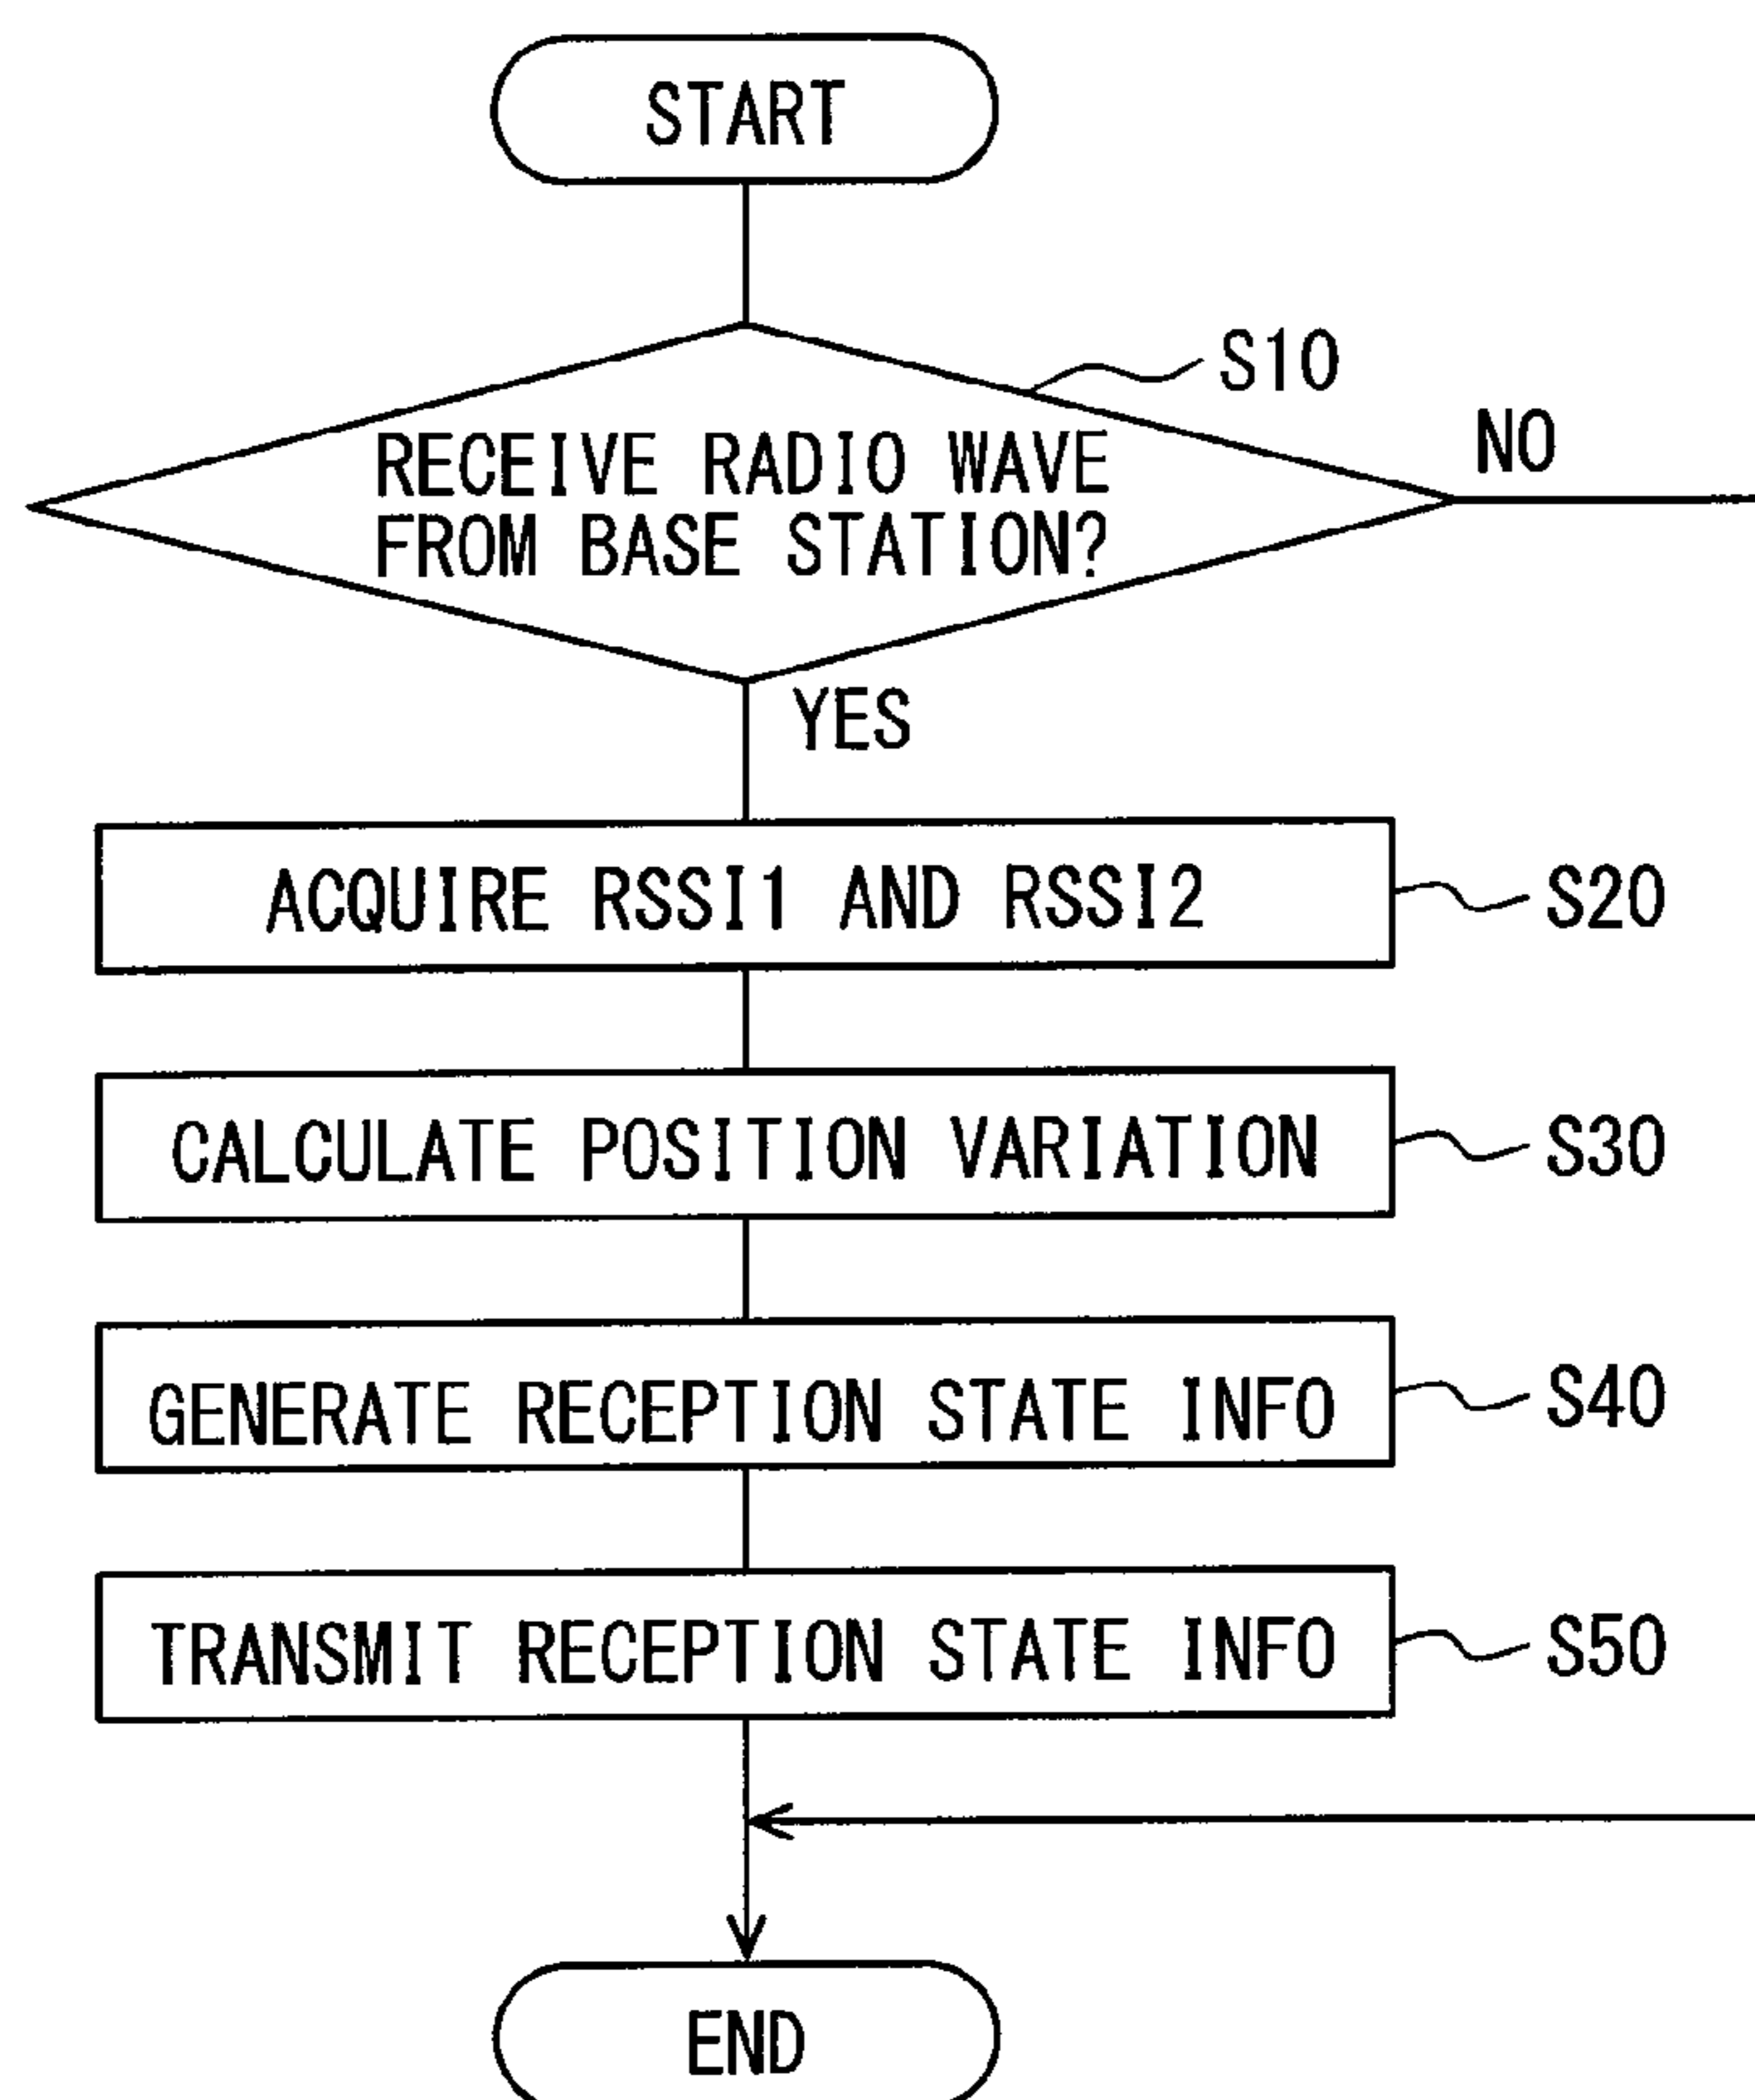 START
S10
RECEIVE RADIO WAVE
FROM BASE STATION?
NO
YES
ACQUIRE RSSI1 AND RSSI2
S20
CALCULATE POSITION VARIATION
S30
GENERATE RECEPTION STATE INFO
S40
TRANSMIT RECEPTION STATE INFO
S50
END